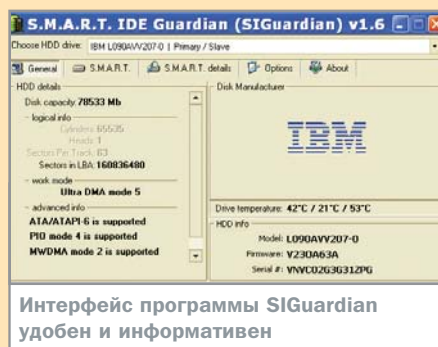 S.M.A.R.T. IDE Guardian (SIGuardian) v1.6
Choose HDD drive: IBM L090AVV207-0 | Primary / Slave
General S.M.A.R.T. S.M.A.R.T. details Options About
HDD details
Disk capacity 78533 Mb
logical info
Cylinders 65535
Heads 1
Sectors Per Track 63
Sectors in LBA 160836480
work mode
Ultra DMA mode 5
advanced info
ATA/ATAPI-6 is supported
PIO mode 4 is supported
MWDMA mode 2 is supported
Disk Manufacturer
IBM
Drive temperature: 42°C / 21°C / 53°C
HDD info
Model: L090AVV207-0
Firmware: V23OA63A
Serial #: VNVC02G3G31ZPG
Интерфейс программы SIGuardian
удобен и информативен